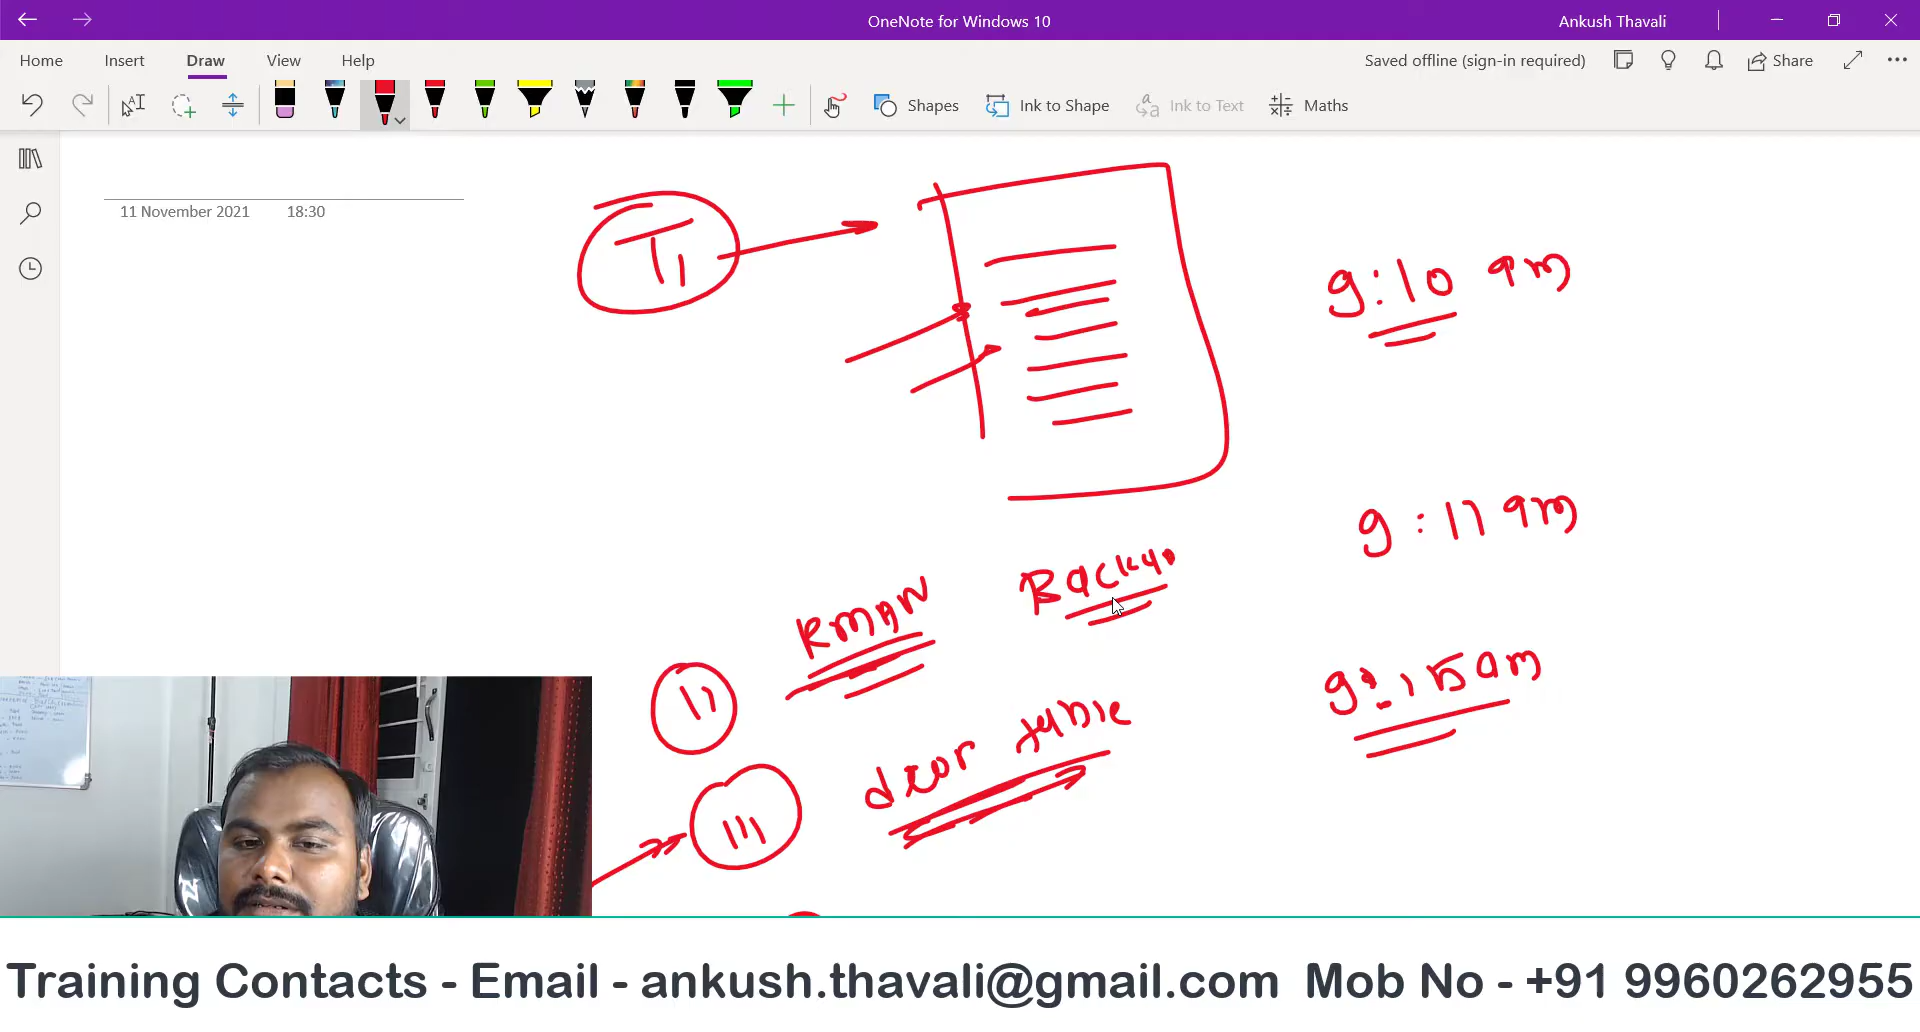 OneNote for Windows 10
Ankush Thavali
Home Insert Draw View Help
Saved offline (sign-in required)
Share
Shapes
Ink to Shape
Ink to Text
Maths
11 November 2021 18:30
T1
9:10 am
9:11 am
Backup
RMAN
11
9:15 am
drop table
111
Training Contacts - Email - ankush.thavali@gmail.com Mob No - +91 9960262955